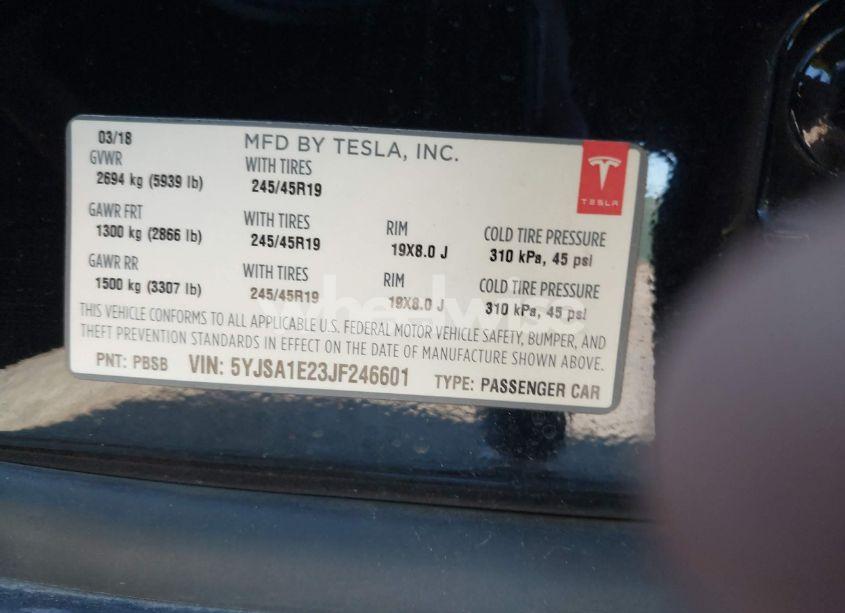 03/18 MFD BY TESLA, INC.
GVWR WITH TIRES
2694 kg (5939 lb) 245/45R19
TESLA
GAWR FRT WITH TIRES RIM COLD TIRE PRESSURE
1300 kg (2866 lb) 245/45R19 19X8.0 J 310 kPa, 45 psi
GAWR RR WITH TIRES RIM COLD TIRE PRESSURE
1500 kg (3307 lb) 245/45R19 19X8.0 J 310 kPa, 45 psi
wheelwise
THIS VEHICLE CONFORMS TO ALL APPLICABLE U.S. FEDERAL MOTOR VEHICLE SAFETY, BUMPER, AND
THEFT PREVENTION STANDARDS IN EFFECT ON THE DATE OF MANUFACTURE SHOWN ABOVE.
PNT: PBSB VIN: 5YJSA1E23JF246601 TYPE: PASSENGER CAR